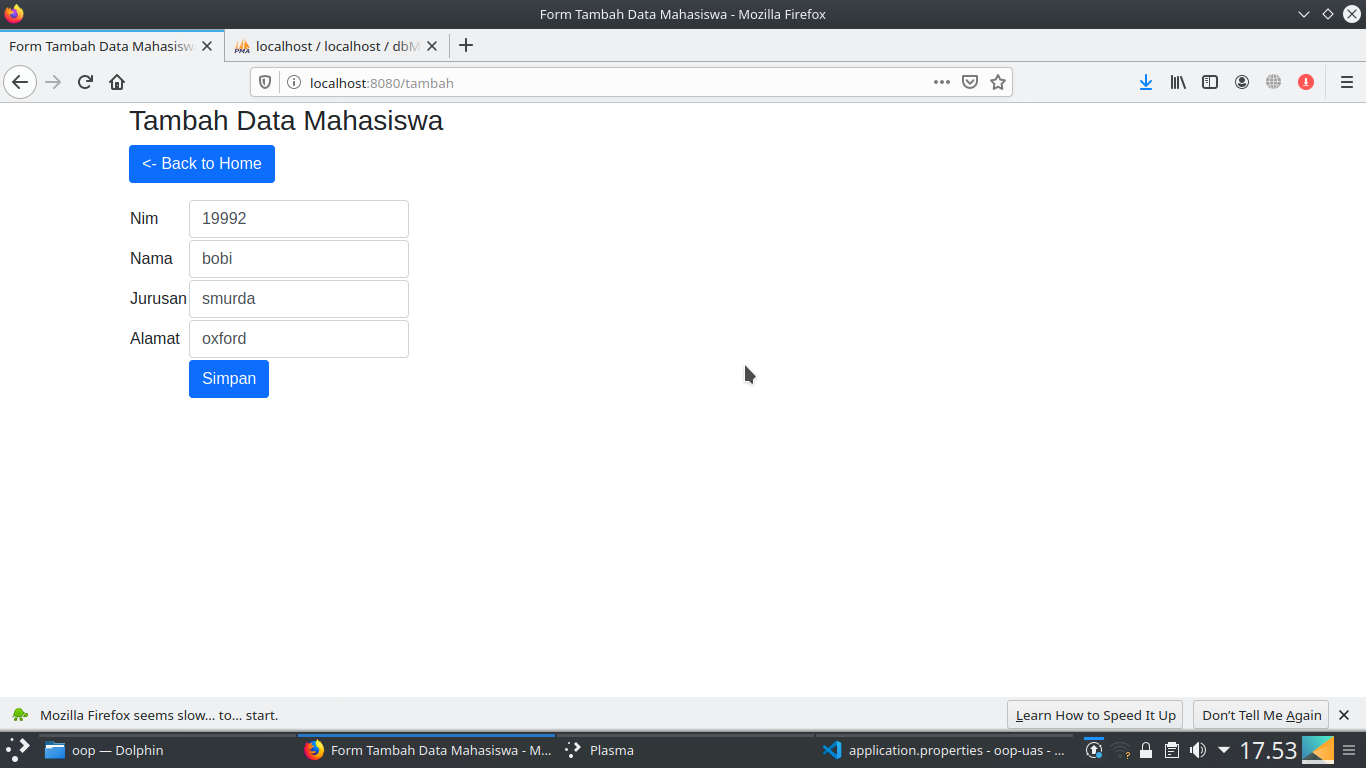 Form Tambah Data Mahasiswa - Mozilla Firefox
Form Tambah Data Mahasisw
localhost / localhost / dbM
localhost:8080/tambah
Tambah Data Mahasiswa
<- Back to Home
Nim 19992
Nama bobi
Jurusan smurda
Alamat oxford
Simpan
Mozilla Firefox seems slow... to... start.
Learn How to Speed It Up
Don't Tell Me Again
oop — Dolphin
Form Tambah Data Mahasiswa - M...
Plasma
application.properties - oop-uas - ...
17.53